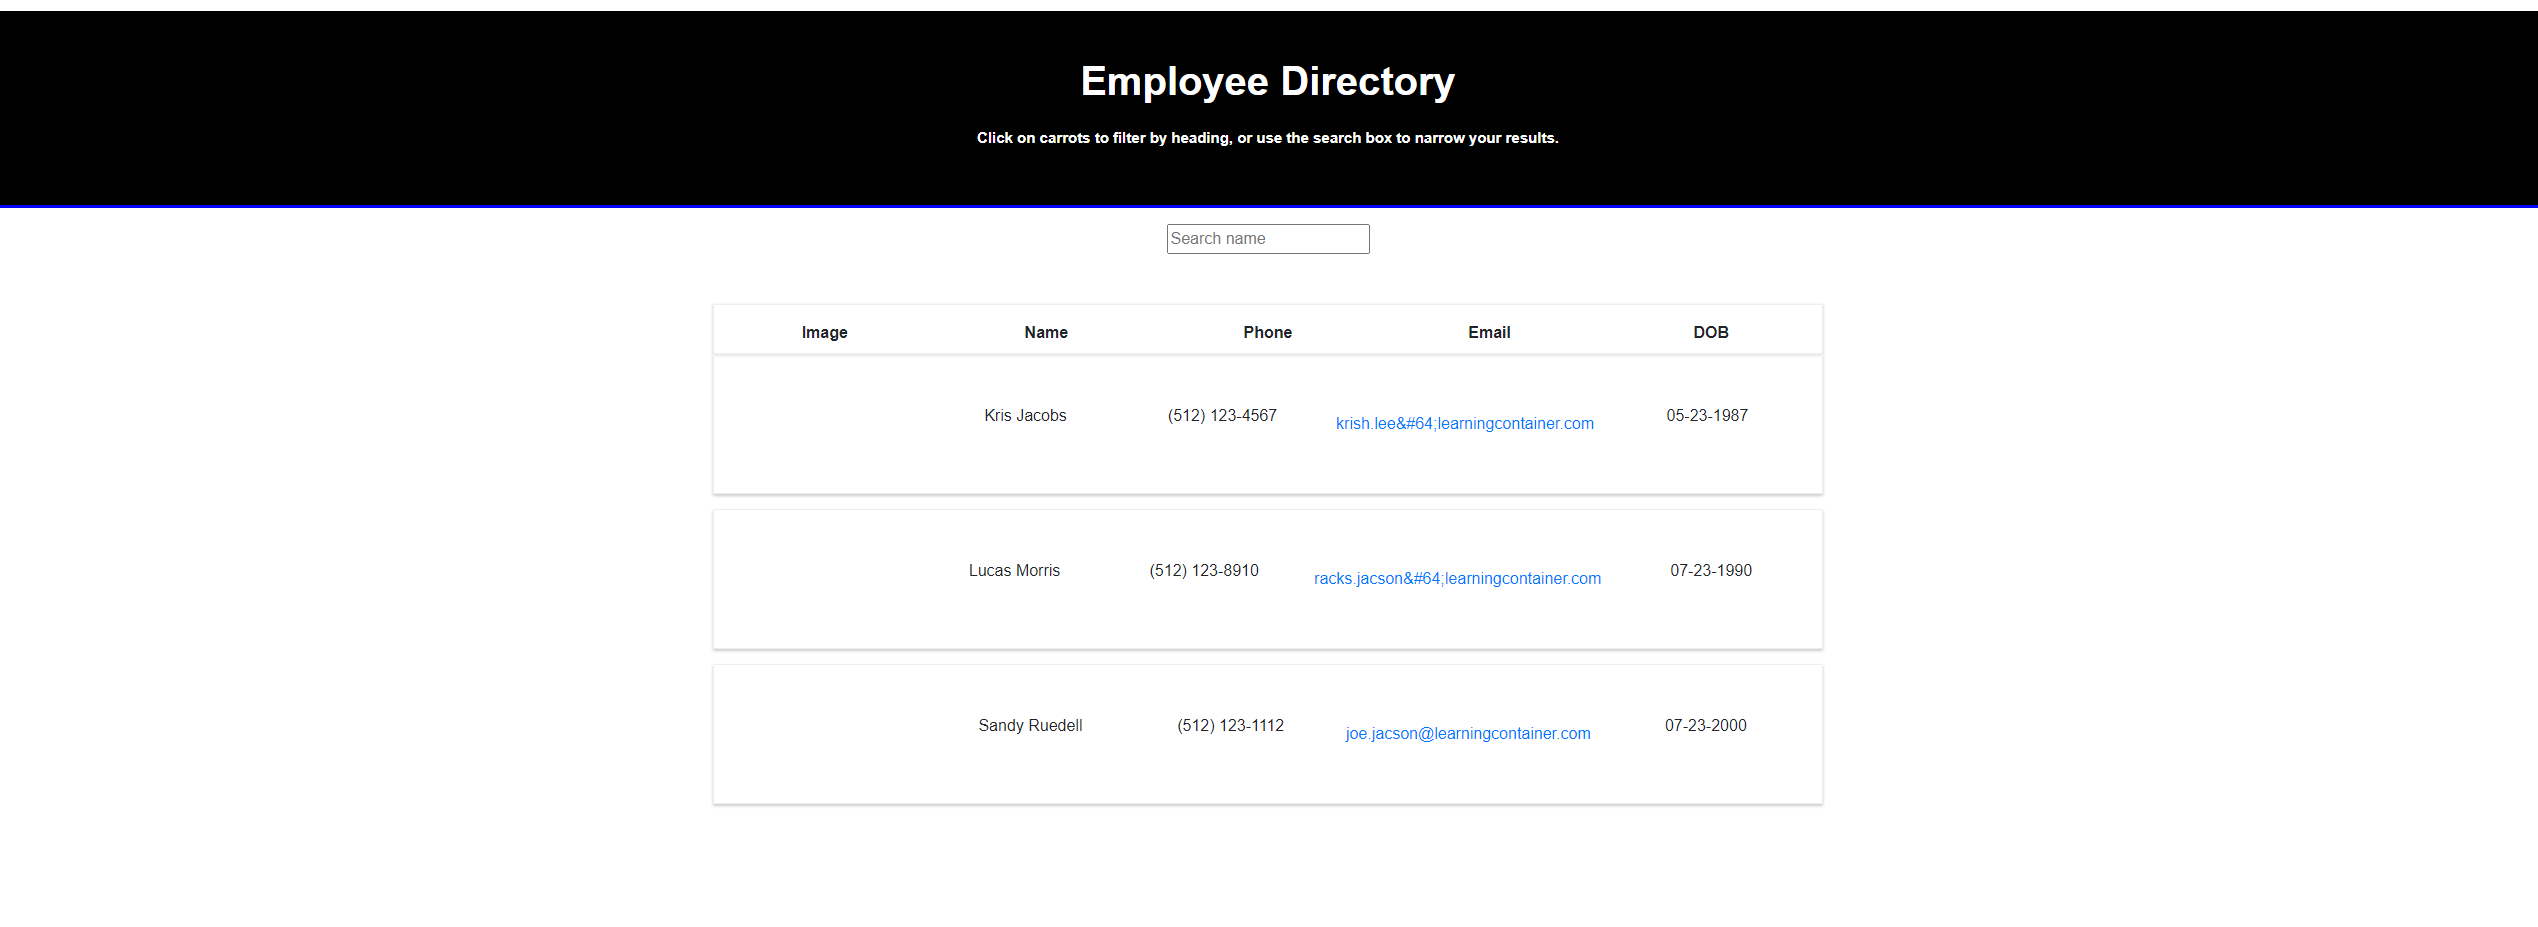 Employee Directory
Click on carrots to filter by heading, or use the search box to narrow your results.
Search name
Image Name Phone Email DOB
Kris Jacobs (512) 123-4567 krish.lee&#64;learningcontainer.com 05-23-1987
Lucas Morris (512) 123-8910 racks.jacson&#64;learningcontainer.com 07-23-1990
Sandy Ruedell (512) 123-1112 joe.jacson@learningcontainer.com 07-23-2000